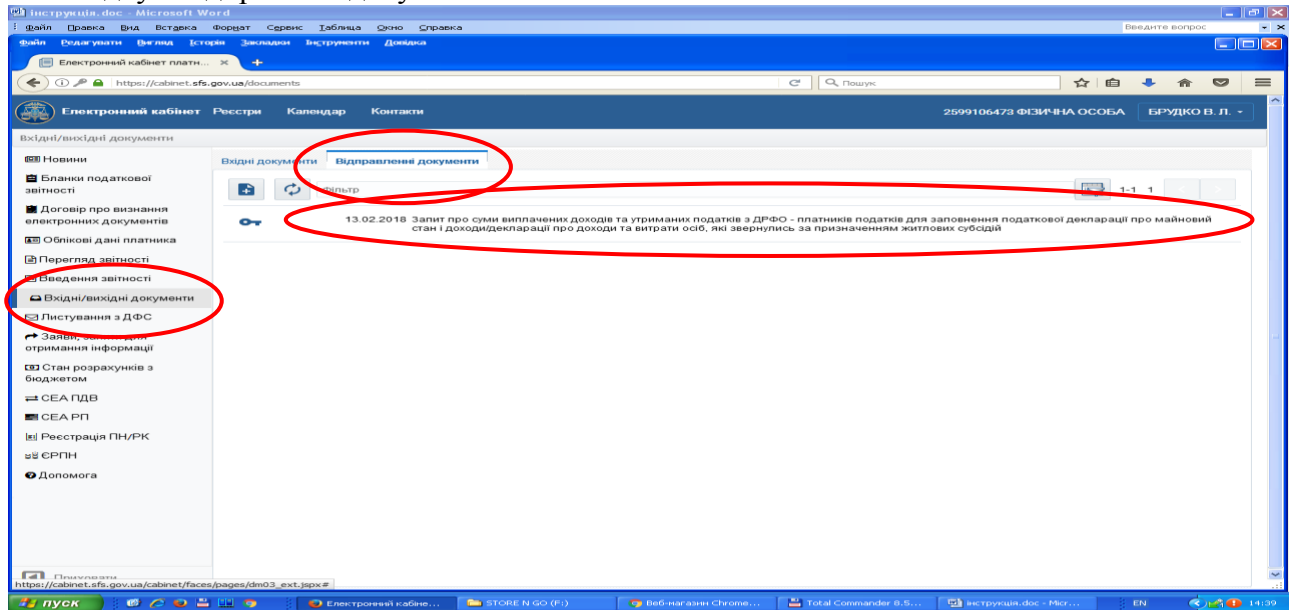 інструкція.doc - Microsoft Word
Файл Правка Вид Вставка Формат Сервис Таблица Окно Справка Введите вопрос
Файл Редагувати Вигляд Історія Закладки Інструменти Довідка
Електронний кабінет платн...
https://cabinet.sfs.gov.ua/documents Пошук
Електронний кабінет Реєстри Календар Контакти 2599106473 ФІЗИЧНА ОСОБА БРУДКО В. Л.
Вхідні/вихідні документи
Новини
Бланки податкової
звітності
Договір про визнання
електронних документів
Облікові дані платника
Перегляд звітності
Введення звітності
Вхідні/вихідні документи
Листування з ДФС
отримання інформації
Стан розрахунків з
бюджетом
СЕА ПДВ
СЕА РП
Реєстрація ПН/РК
ЄРПН
Допомога
Вхідні документи Відправленні документи
Фільтр 1-1 1
13.02.2018 Запит про суми виплачених доходів та утриманих податків з ДРФО - платників податків для заповнення податкової декларації про майновий
стан і доходи/декларації про доходи та витрати осіб, які звернулись за призначенням житлових субсидій
https://cabinet.sfs.gov.ua/cabinet/faces/pages/dm03_ext.jspx#
пуск Електронний кабіне... STORE N GO (F:) Веб-магазин Chrome... Total Commander 8.5... інструкція.doc - Micr... EN 14:39